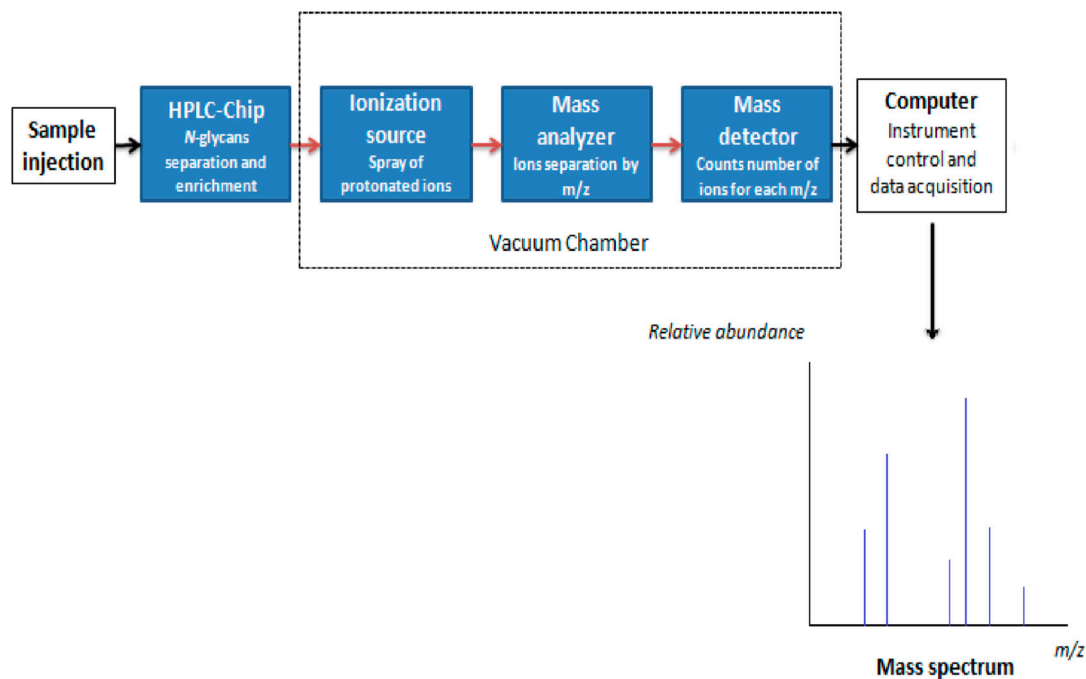 Sample
injection
HPLC-Chip
N-glycans
separation and
enrichment
Ionization
source
Spray of
protonated ions
Mass
analyzer
Ions separation by
m/z
Mass
detector
Counts number of
ions for each m/z
Computer
Instrument
control and
data acquisition
Vacuum Chamber
Relative abundance
m/z
Mass spectrum